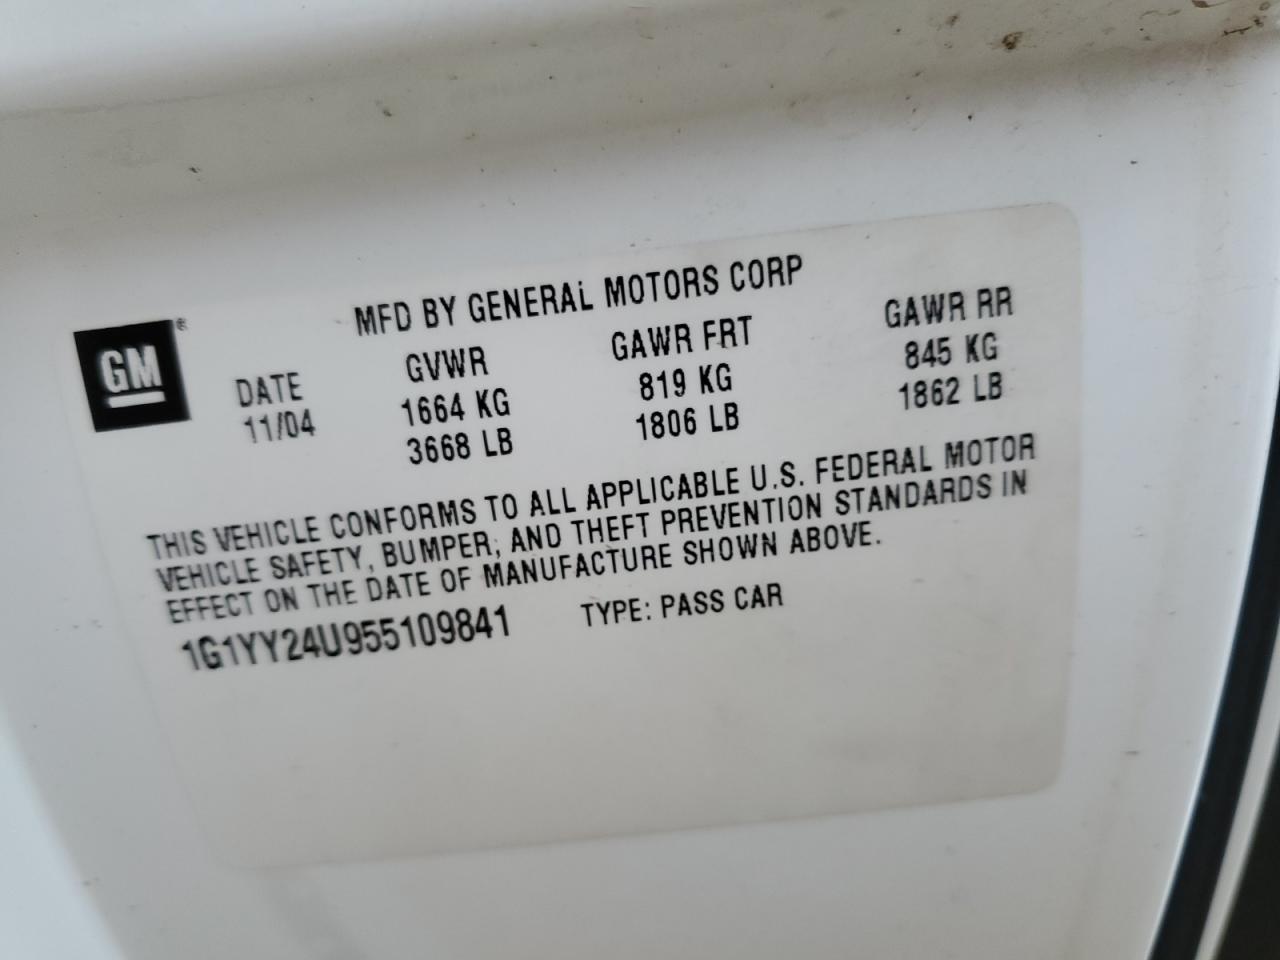 MFD BY GENERAL MOTORS CORP
GM®
DATE GVWR GAWR FRT GAWR RR
11/04 1664 KG 819 KG 845 KG
3668 LB 1806 LB 1862 LB
THIS VEHICLE CONFORMS TO ALL APPLICABLE U.S. FEDERAL MOTOR
VEHICLE SAFETY, BUMPER, AND THEFT PREVENTION STANDARDS IN
EFFECT ON THE DATE OF MANUFACTURE SHOWN ABOVE.
1G1YY24U955109841 TYPE: PASS CAR